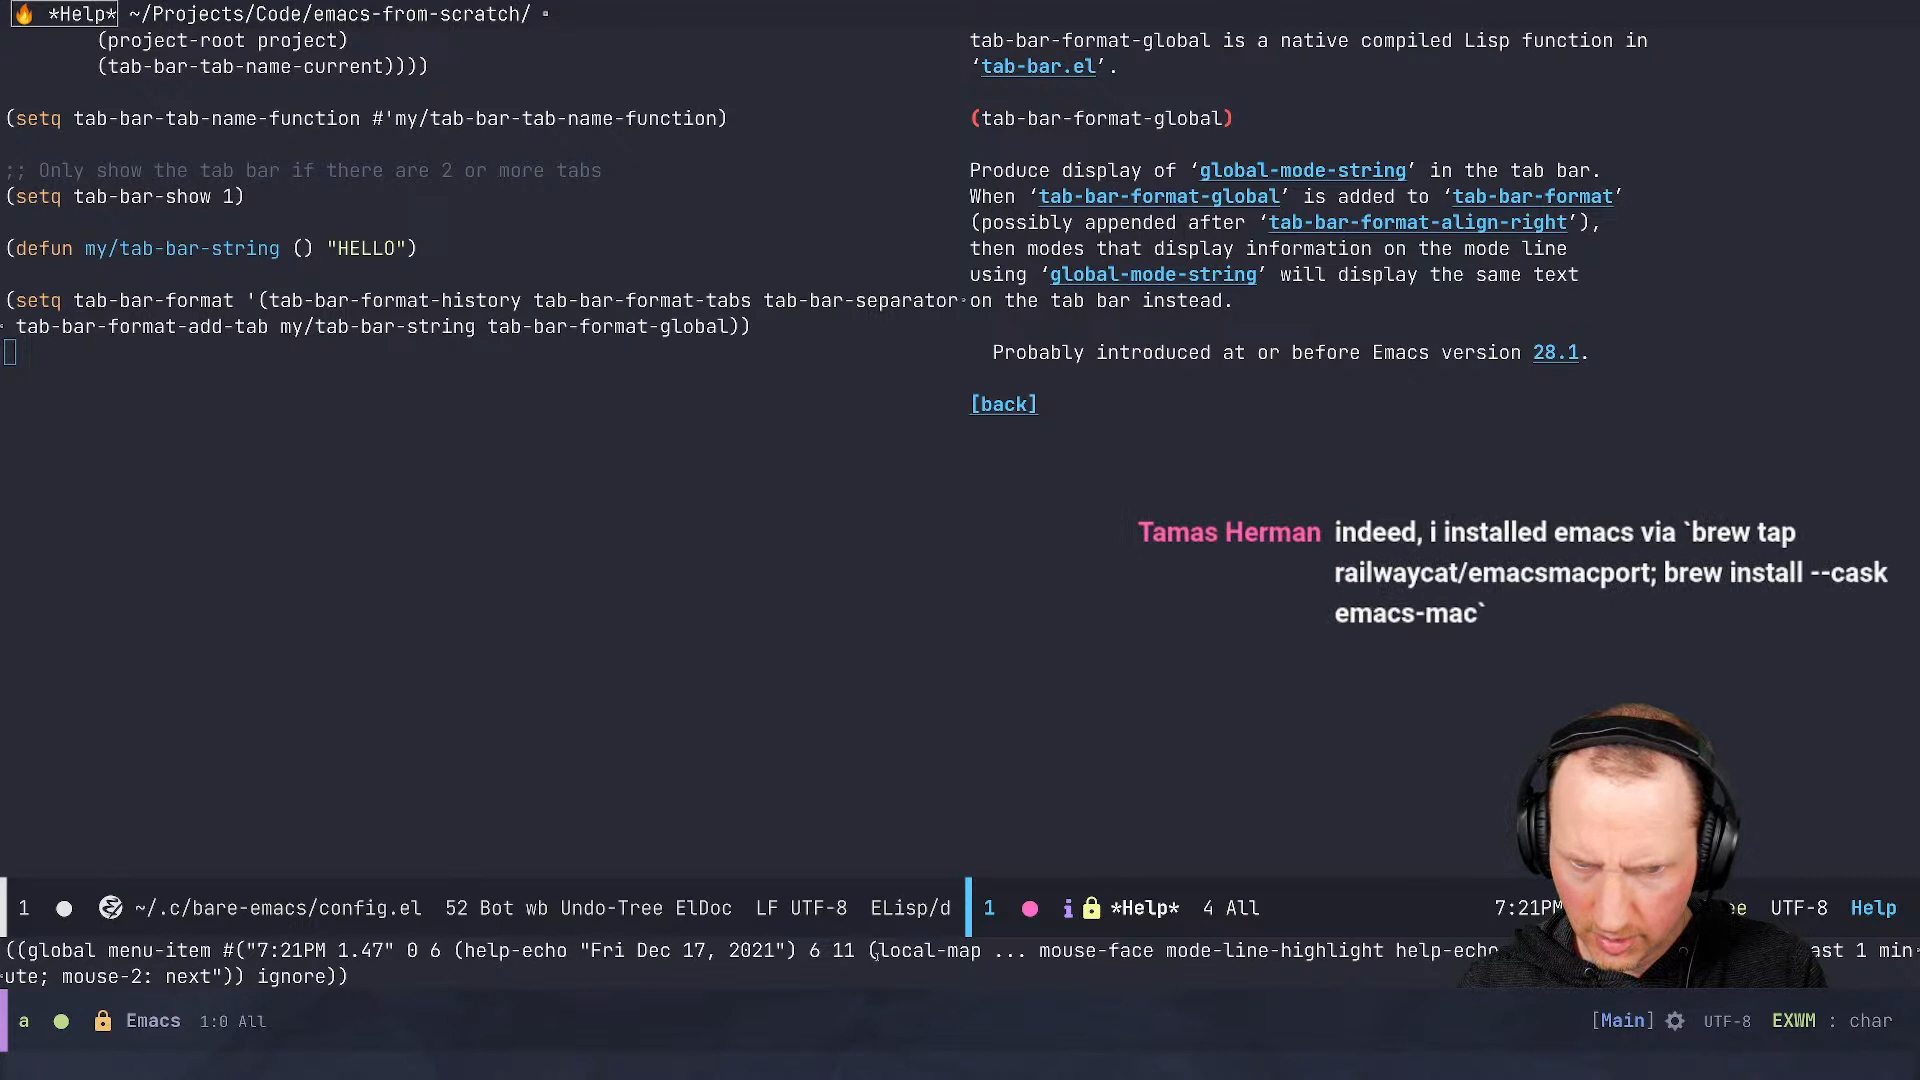 🔥 *Help* ~/Projects/Code/emacs-from-scratch/
(project-root project)
(tab-bar-tab-name-current))))
(setq tab-bar-tab-name-function #'my/tab-bar-tab-name-function)
;; Only show the tab bar if there are 2 or more tabs
(setq tab-bar-show 1)
(defun my/tab-bar-string () "HELLO")
(setq tab-bar-format '(tab-bar-format-history tab-bar-format-tabs tab-bar-separator
tab-bar-format-add-tab my/tab-bar-string tab-bar-format-global))
tab-bar-format-global is a native compiled Lisp function in
‘tab-bar.el’.
(tab-bar-format-global)
Produce display of ‘global-mode-string’ in the tab bar.
When ‘tab-bar-format-global’ is added to ‘tab-bar-format’
(possibly appended after ‘tab-bar-format-align-right’),
then modes that display information on the mode line
using ‘global-mode-string’ will display the same text
on the tab bar instead.
Probably introduced at or before Emacs version 28.1.
[back]
Tamas Herman indeed, i installed emacs via `brew tap
railwaycat/emacsmacport; brew install --cask
emacs-mac`
1 ~/.c/bare-emacs/config.el 52 Bot wb Undo-Tree ElDoc LF UTF-8 ELisp/d
1 i *Help* 4 All 7:21PM UTF-8 Help
((global menu-item #("7:21PM 1.47" 0 6 (help-echo "Fri Dec 17, 2021") 6 11 (local-map ... mouse-face mode-line-highlight help-echo ast 1 min
ute; mouse-2: next")) ignore))
a Emacs 1:0 All [Main] UTF-8 EXWM : char